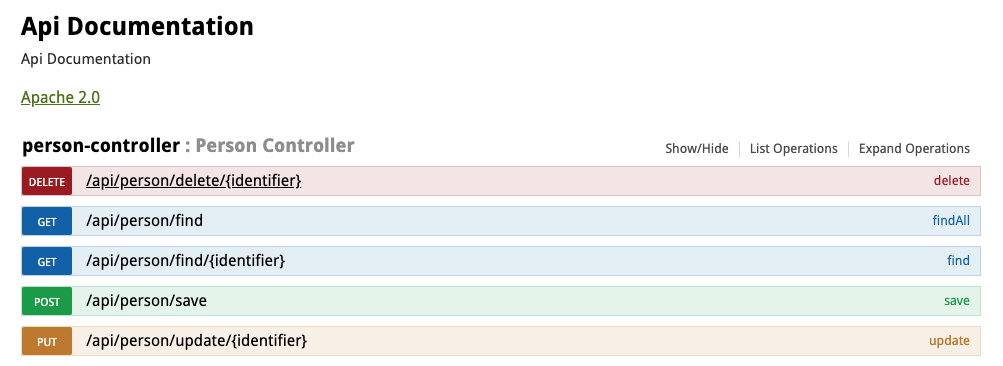 Api Documentation
Api Documentation
Apache 2.0
person-controller : Person Controller Show/Hide List Operations Expand Operations
DELETE /api/person/delete/{identifier} delete
GET /api/person/find findAll
GET /api/person/find/{identifier} find
POST /api/person/save save
PUT /api/person/update/{identifier} update